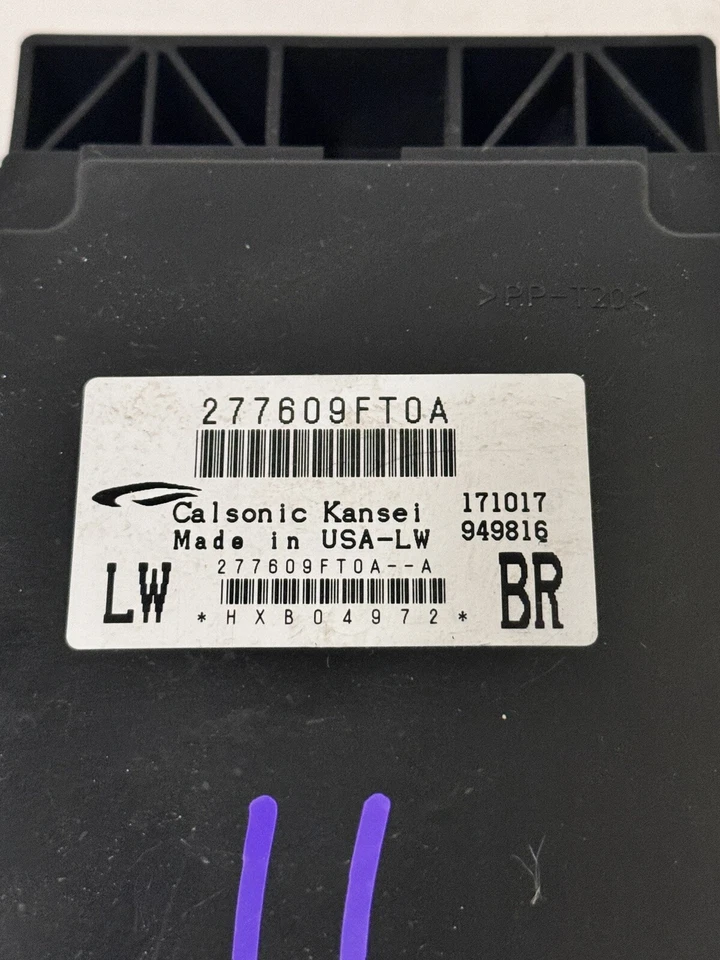 >PP-T20<
277609FT0A
Calsonic Kansei 171017
Made in USA-LW 949816
277609FT0A--A
LW BR
*HXB04972*